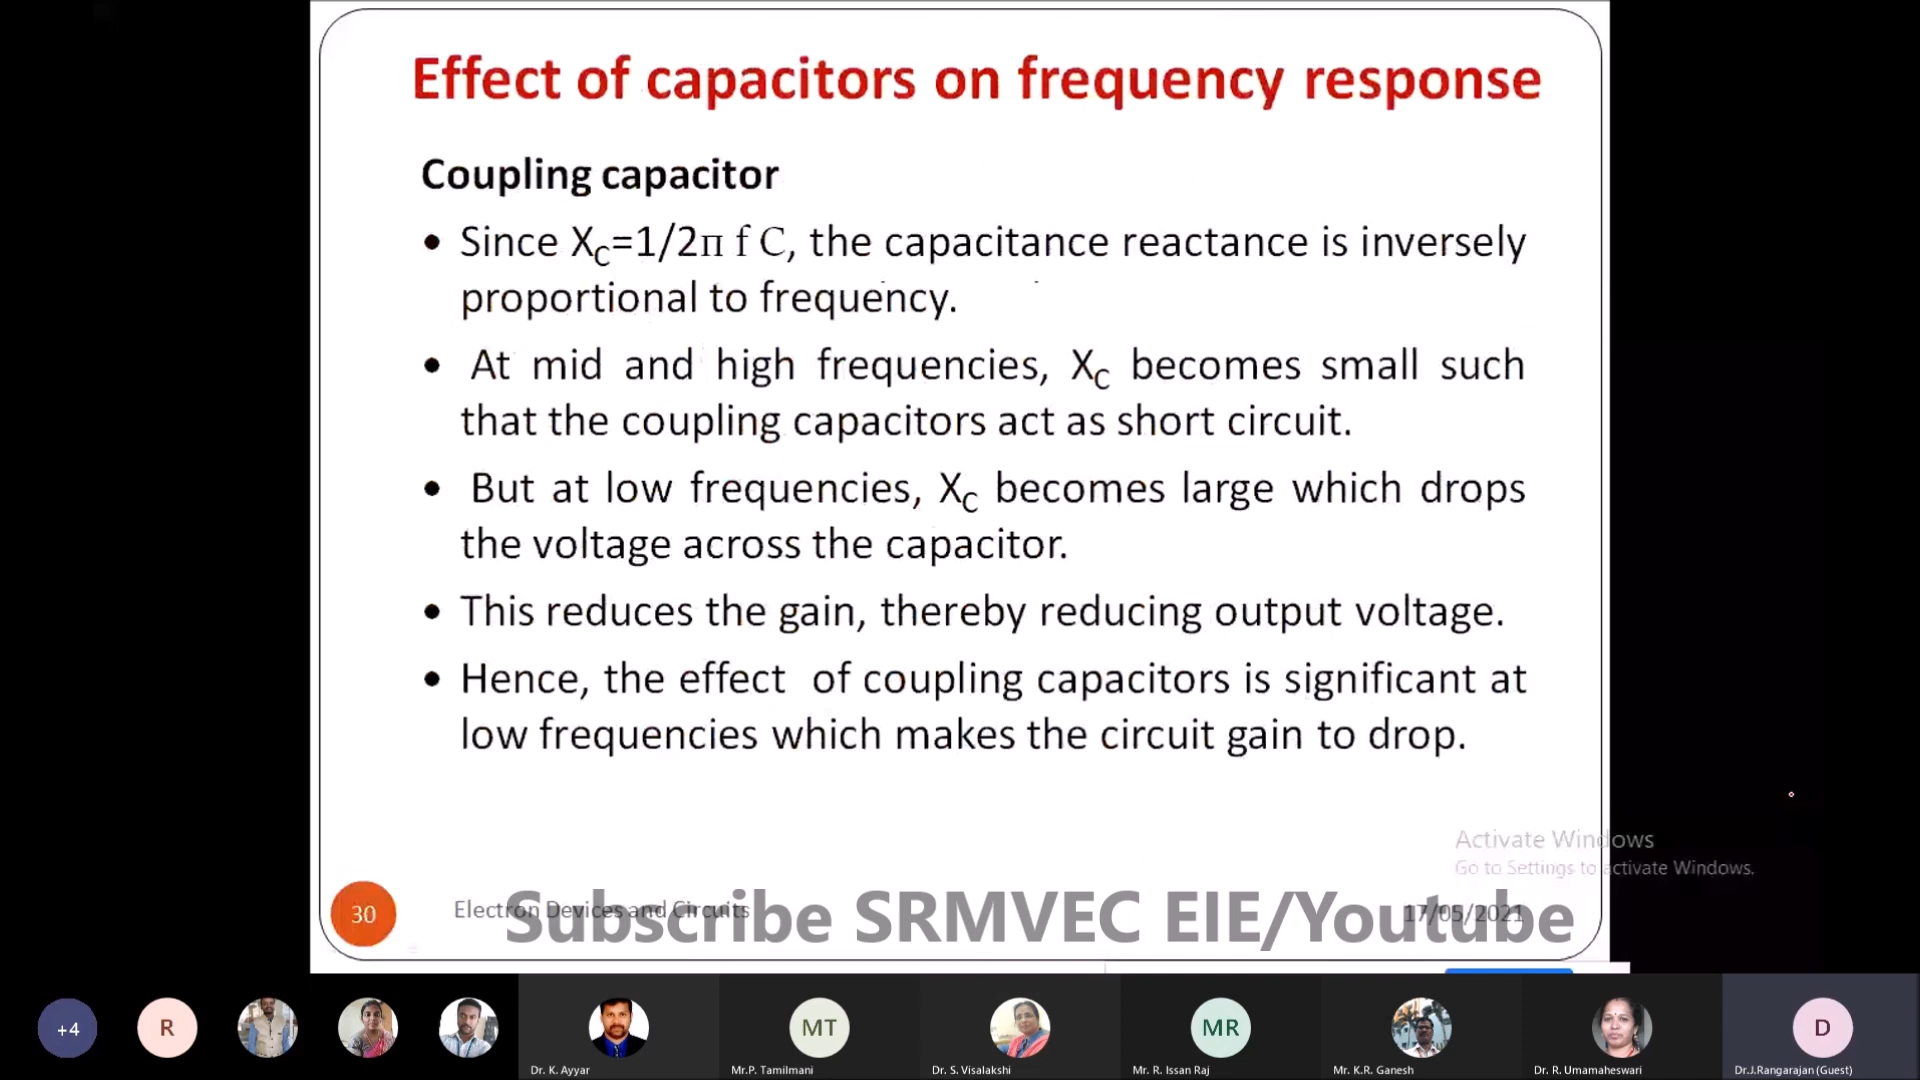 Effect of capacitors on frequency response
Coupling capacitor
• Since XC=1/2π f C, the capacitance reactance is inversely
proportional to frequency.
• At mid and high frequencies, XC becomes small such
that the coupling capacitors act as short circuit.
• But at low frequencies, XC becomes large which drops
the voltage across the capacitor.
• This reduces the gain, thereby reducing output voltage.
• Hence, the effect of coupling capacitors is significant at
low frequencies which makes the circuit gain to drop.
Activate Windows
Go to Settings to activate Windows.
30
Electron Devices and Circuits
17/05/2021
Subscribe SRMVEC EIE/Youtube
+4
R
MT
MR
D
Dr. K. Ayyar
Mr.P. Tamilmani
Dr. S. Visalakshi
Mr. R. Issan Raj
Mr. K.R. Ganesh
Dr. R. Umamaheswari
Dr.J.Rangarajan (Guest)